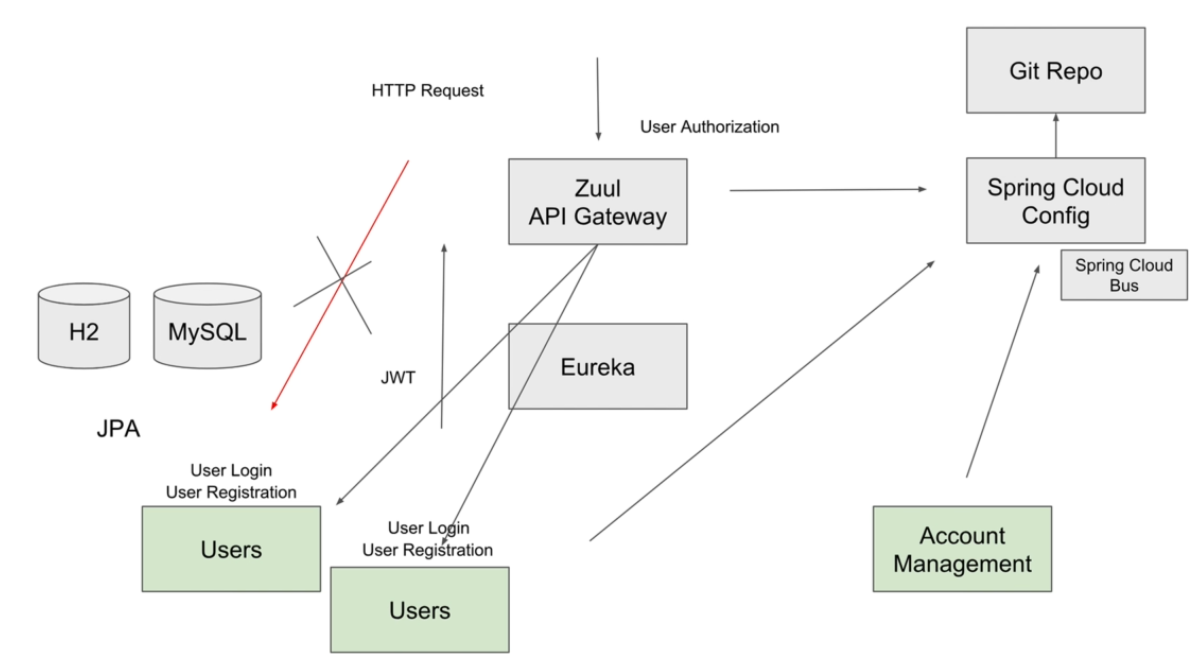 Git Repo
HTTP Request
User Authorization
Zuul
API Gateway
Spring Cloud
Config
Spring Cloud
Bus
H2
MySQL
Eureka
JWT
JPA
User Login
User Registration
Users
User Login
User Registration
Users
Account
Management